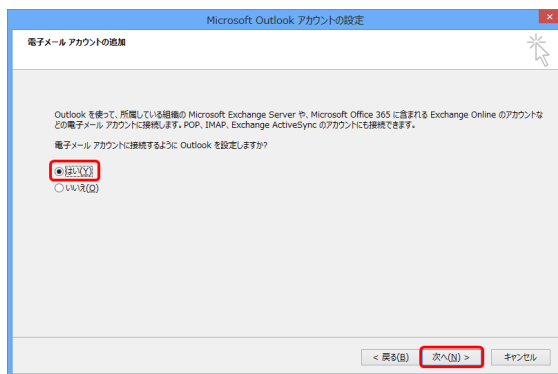 Microsoft Outlook アカウントの設定
電子メール アカウントの追加
Outlook を使って、所属している組織の Microsoft Exchange Server や、Microsoft Office 365 に含まれる Exchange Online のアカウントな
どの電子メール アカウントに接続します。POP、IMAP、Exchange ActiveSync のアカウントにも接続できます。
電子メール アカウントに接続するように Outlook を設定しますか?
はい(Y)
いいえ(O)
< 戻る(B) 次へ(N) > キャンセル